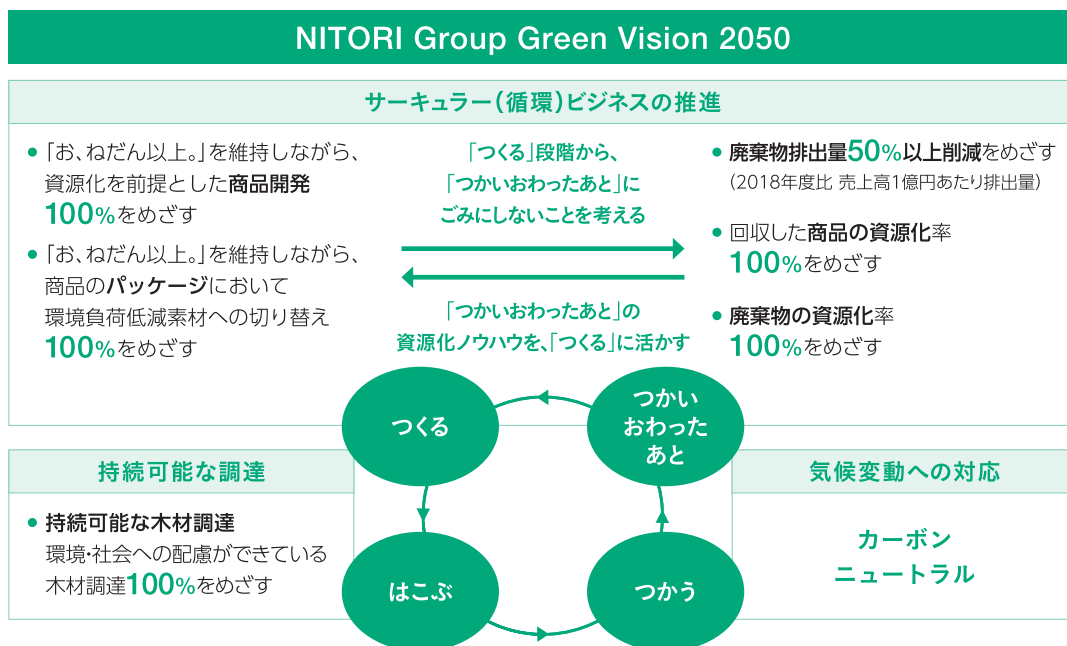 NITORI Group Green Vision 2050
サーキュラー（循環）ビジネスの推進
●「お、ねだん以上。」を維持しながら、
資源化を前提とした商品開発
100％をめざす
●「お、ねだん以上。」を維持しながら、
商品のパッケージにおいて
環境負荷低減素材への切り替え
100％をめざす
「つくる」段階から、
「つかいおわったあと」に
ごみにしないことを考える
「つかいおわったあと」の
資源化ノウハウを、「つくる」に活かす
●廃棄物排出量50％以上削減をめざす
（2018年度比 売上高1億円あたり排出量）
●回収した商品の資源化率
100％をめざす
●廃棄物の資源化率
100％をめざす
つくる
つかい
おわった
あと
はこぶ
つかう
持続可能な調達
●持続可能な木材調達
環境・社会への配慮ができている
木材調達100％をめざす
気候変動への対応
カーボン
ニュートラル